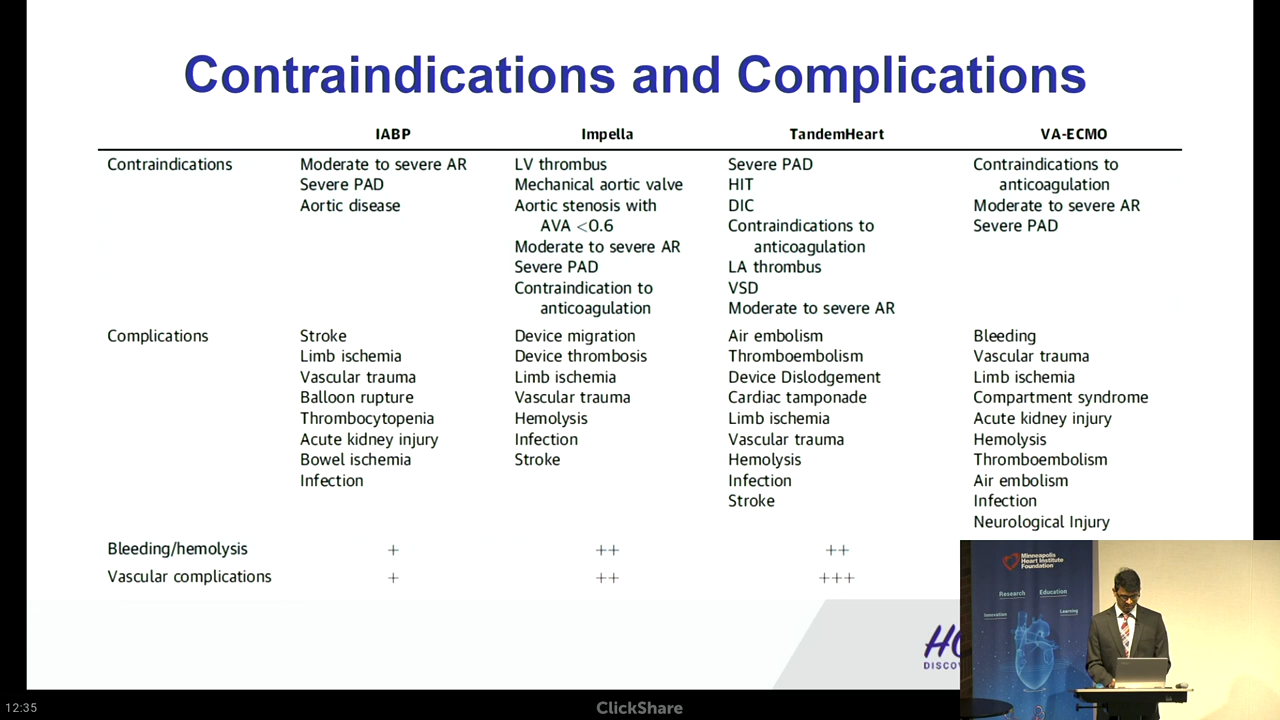 Contraindications and Complications
IABP Impella TandemHeart VA-ECMO
Contraindications
Moderate to severe AR
Severe PAD
Aortic disease
LV thrombus
Mechanical aortic valve
Aortic stenosis with
AVA <0.6
Moderate to severe AR
Severe PAD
Contraindication to
anticoagulation
Severe PAD
HIT
DIC
Contraindications to
anticoagulation
LA thrombus
VSD
Moderate to severe AR
Contraindications to
anticoagulation
Moderate to severe AR
Severe PAD
Complications
Stroke
Limb ischemia
Vascular trauma
Balloon rupture
Thrombocytopenia
Acute kidney injury
Bowel ischemia
Infection
Device migration
Device thrombosis
Limb ischemia
Vascular trauma
Hemolysis
Infection
Stroke
Air embolism
Thromboembolism
Device Dislodgement
Cardiac tamponade
Limb ischemia
Vascular trauma
Hemolysis
Infection
Stroke
Bleeding
Vascular trauma
Limb ischemia
Compartment syndrome
Acute kidney injury
Hemolysis
Thromboembolism
Air embolism
Infection
Neurological Injury
Bleeding/hemolysis + ++ ++
Vascular complications + ++ +++
Minneapolis
Heart Institute
Foundation
Research Education
Innovation Learning
12:35
ClickShare